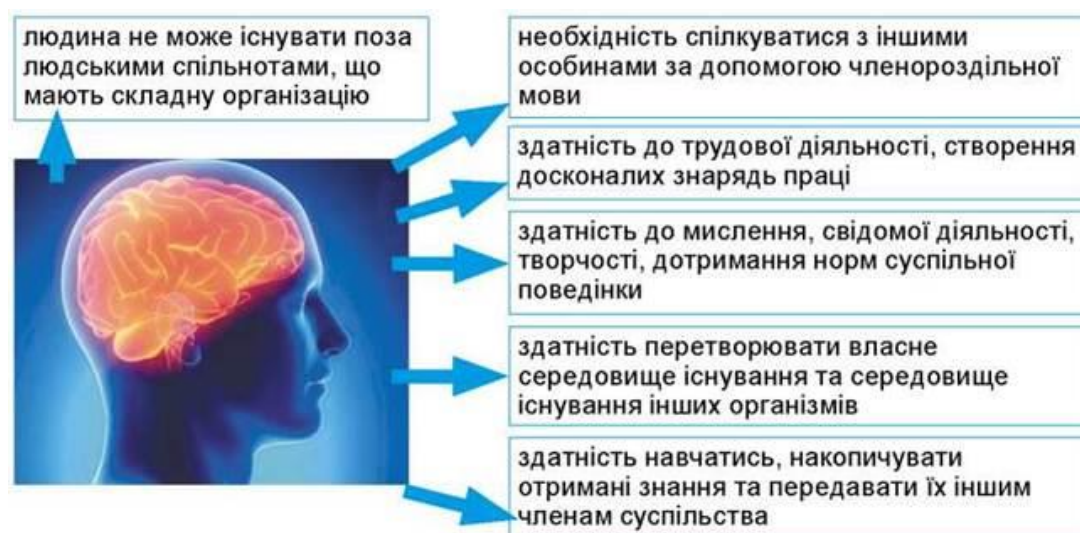 людина не може існувати поза
людськими спільнотами, що
мають складну організацію
необхідність спілкуватися з іншими
особинами за допомогою членороздільної
мови
здатність до трудової діяльності, створення
досконалих знарядь праці
здатність до мислення, свідомої діяльності,
творчості, дотримання норм суспільної
поведінки
здатність перетворювати власне
середовище існування та середовище
існування інших організмів
здатність навчатись, накопичувати
отримані знання та передавати їх іншим
членам суспільства